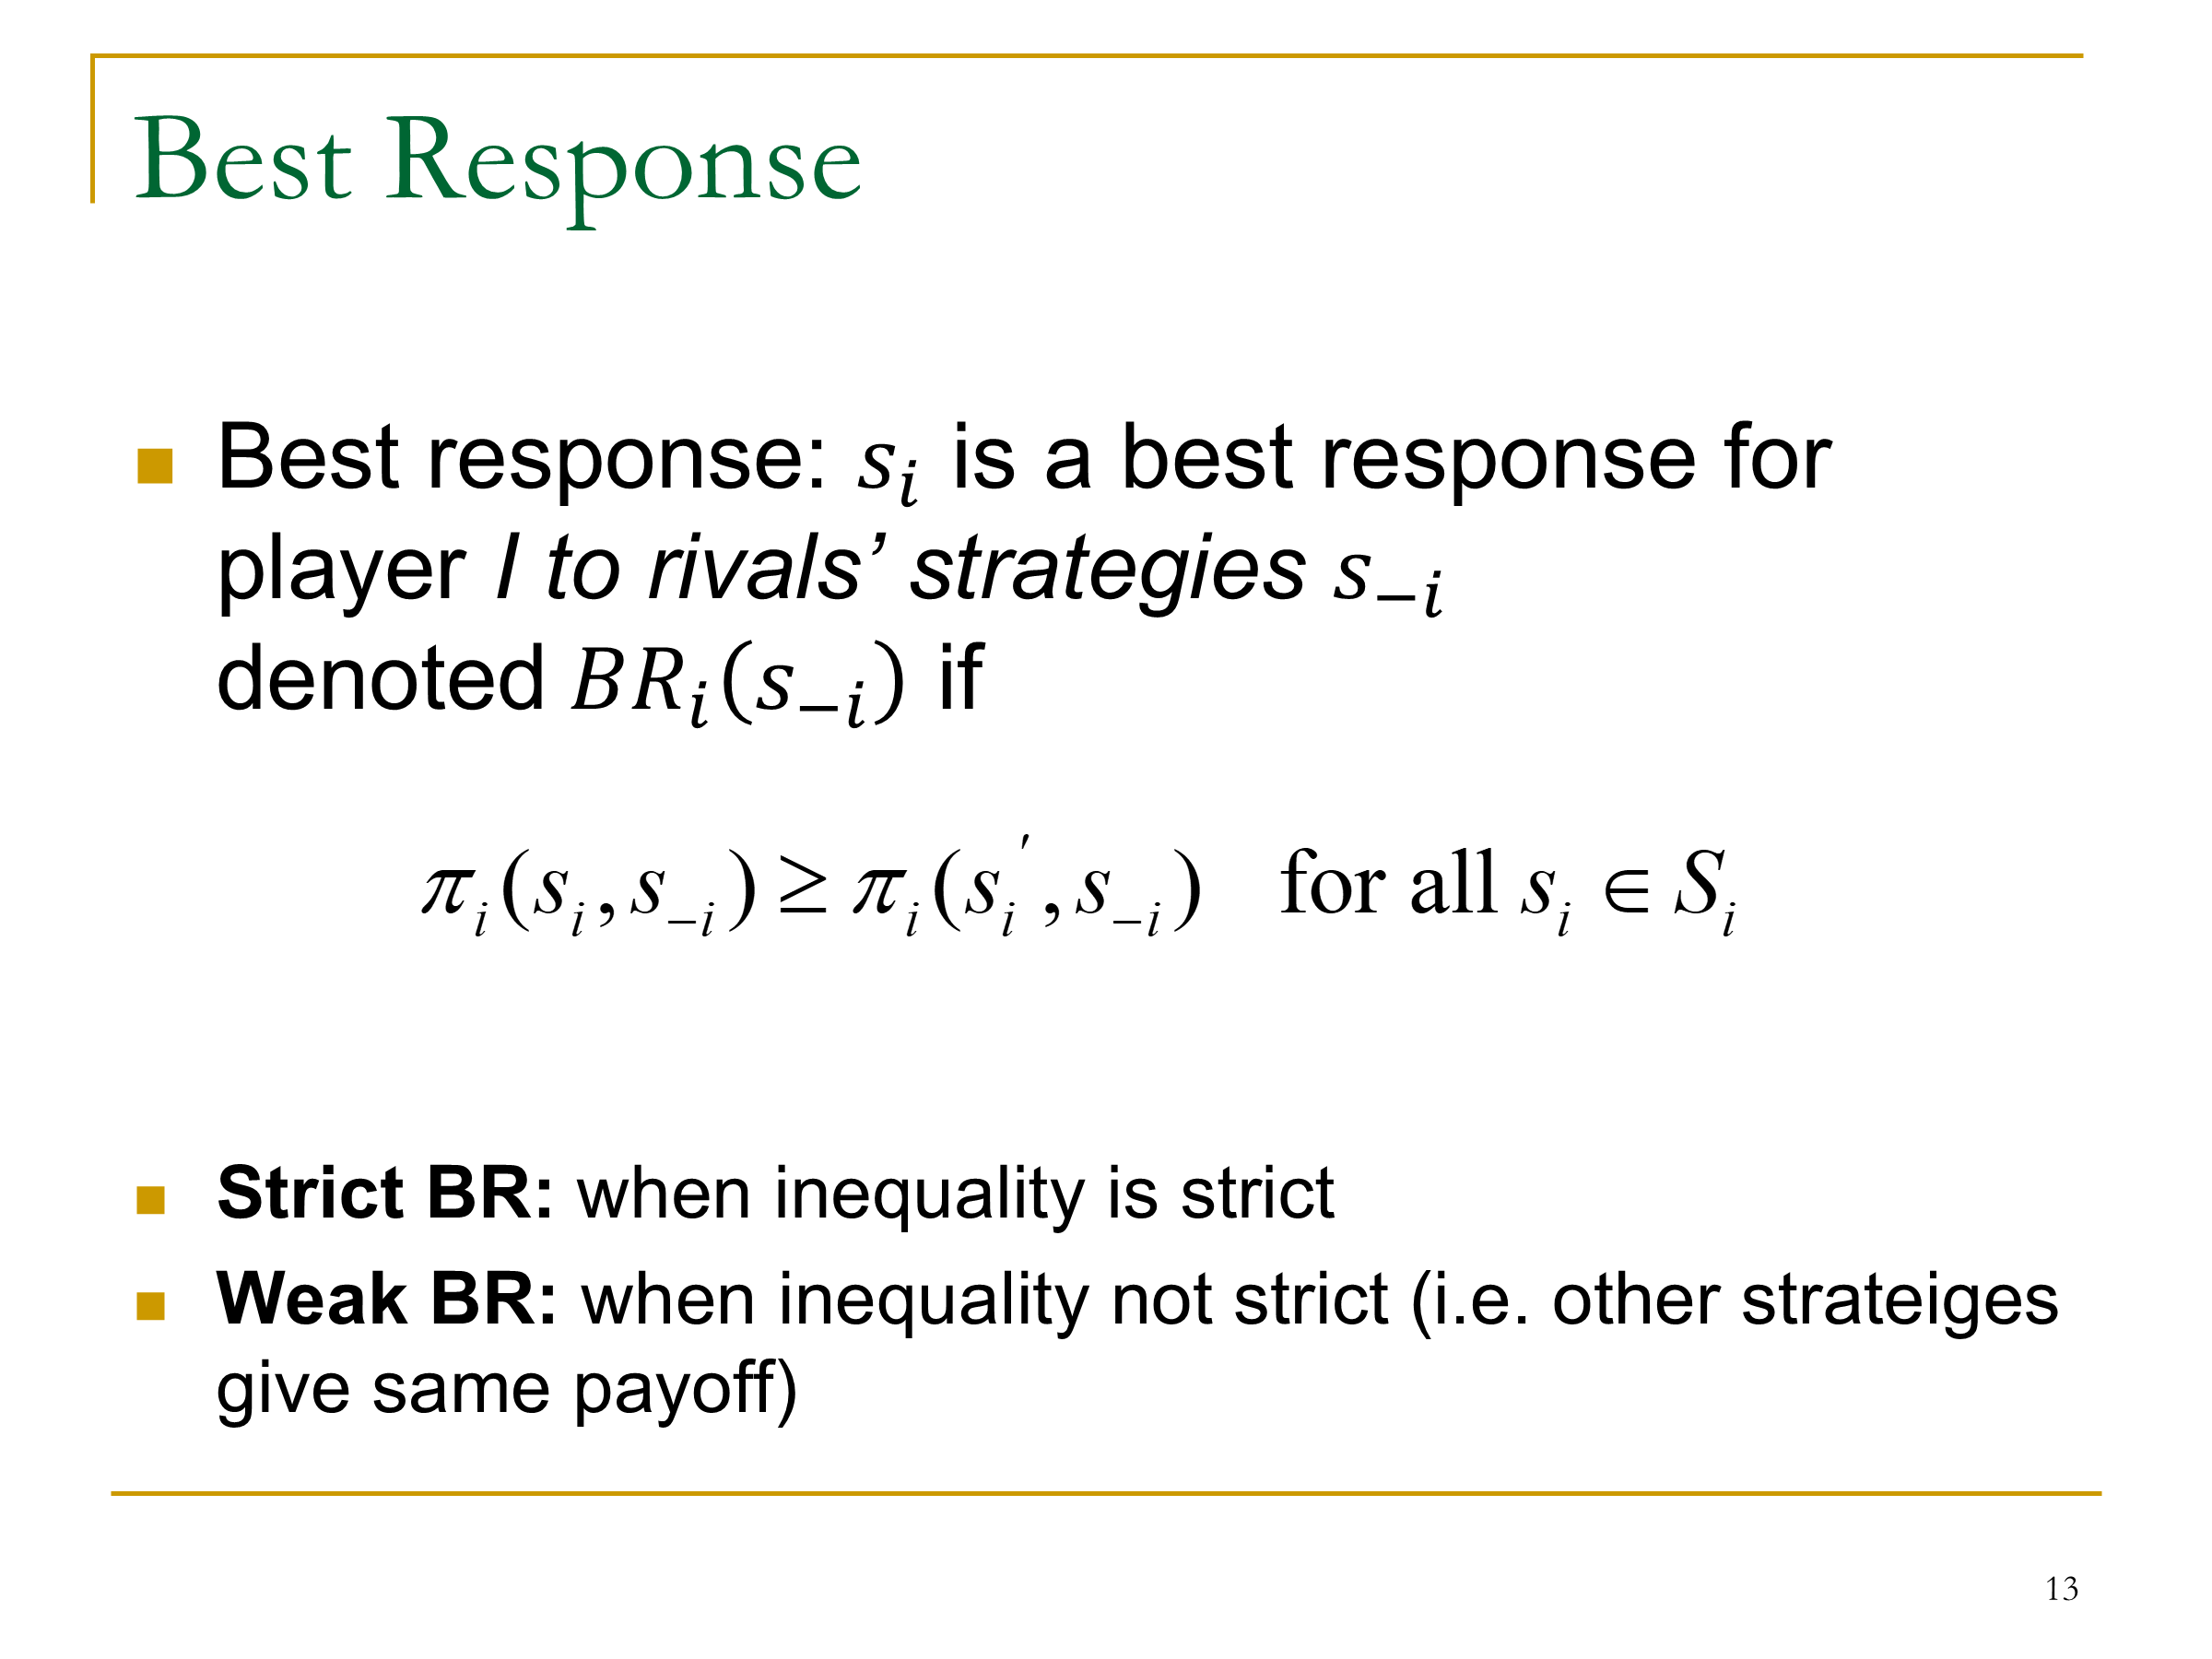 Best Response
■ Best response: 𝑠ᵢ is a best response for
player I to rivals’ strategies 𝑠₋ᵢ
denoted 𝐵𝑅ᵢ(𝑠₋ᵢ) if
πᵢ(sᵢ,s₋ᵢ) ≥ πᵢ(sᵢ′,s₋ᵢ) for all sᵢ ∈ Sᵢ
■ Strict BR: when inequality is strict
■ Weak BR: when inequality not strict (i.e. other strateiges
give same payoff)
13